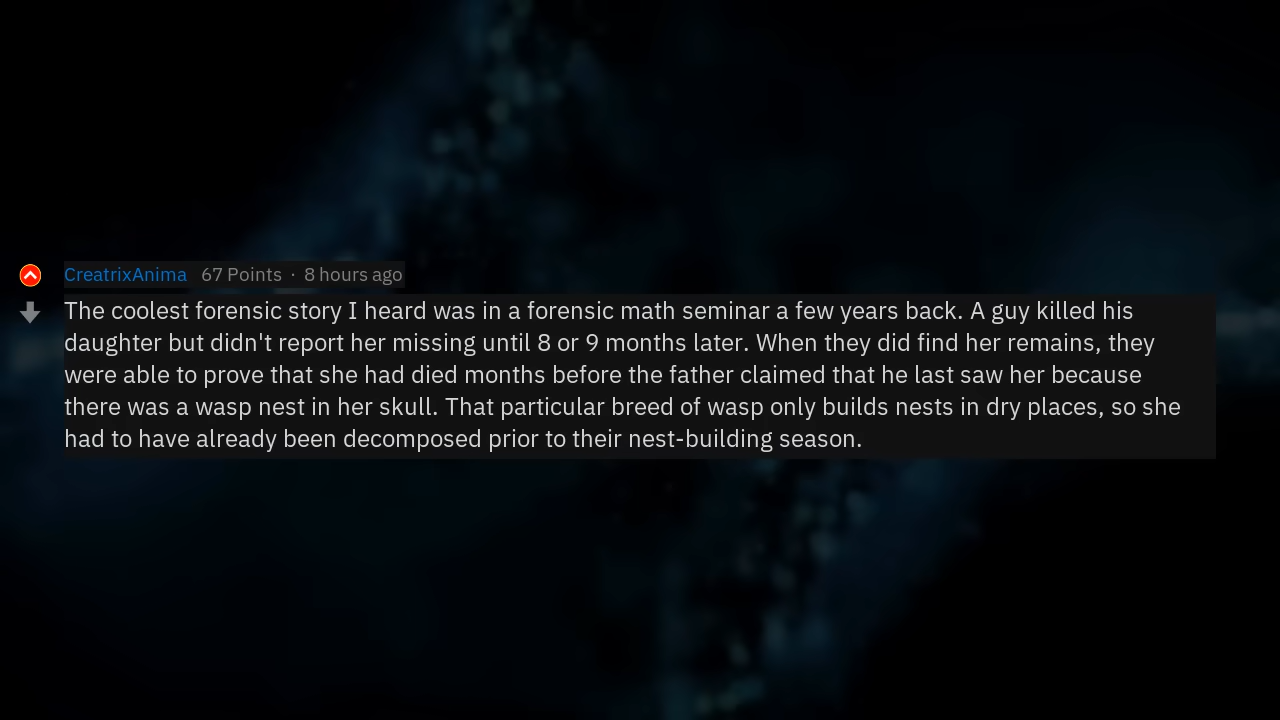 CreatrixAnima 67 Points · 8 hours ago
The coolest forensic story I heard was in a forensic math seminar a few years back. A guy killed his
daughter but didn't report her missing until 8 or 9 months later. When they did find her remains, they
were able to prove that she had died months before the father claimed that he last saw her because
there was a wasp nest in her skull. That particular breed of wasp only builds nests in dry places, so she
had to have already been decomposed prior to their nest-building season.